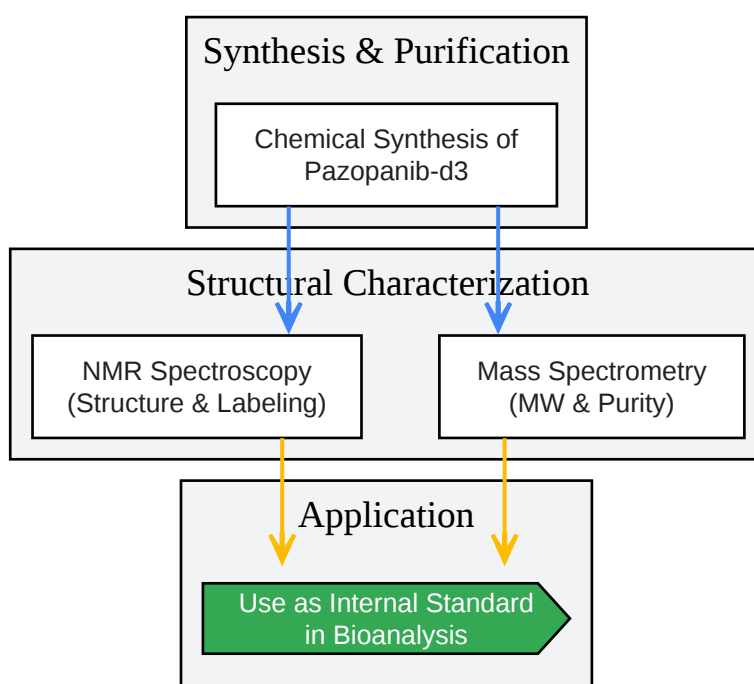 Synthesis & Purification
Chemical Synthesis of
Pazopanib-d3
Structural Characterization
NMR Spectroscopy
(Structure & Labeling)
Mass Spectrometry
(MW & Purity)
Application
Use as Internal Standard
in Bioanalysis